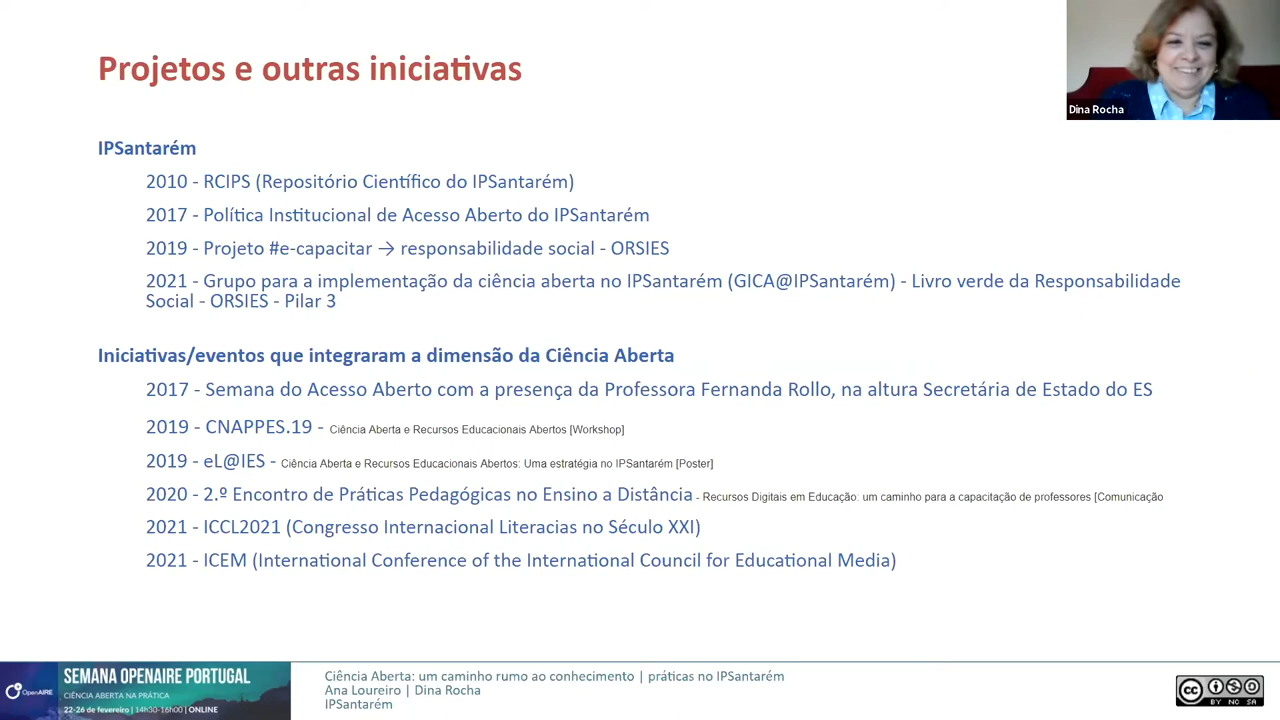 Projetos e outras iniciativas
Dina Rocha
IPSantarém
2010 - RCIPS (Repositório Científico do IPSantarém)
2017 - Política Institucional de Acesso Aberto do IPSantarém
2019 - Projeto #e-capacitar → responsabilidade social - ORSIES
2021 - Grupo para a implementação da ciência aberta no IPSantarém (GICA@IPSantarém) - Livro verde da Responsabilidade
Social - ORSIES - Pilar 3
Iniciativas/eventos que integraram a dimensão da Ciência Aberta
2017 - Semana do Acesso Aberto com a presença da Professora Fernanda Rollo, na altura Secretária de Estado do ES
2019 - CNAPPES.19 - Ciência Aberta e Recursos Educacionais Abertos [Workshop]
2019 - eL@IES - Ciência Aberta e Recursos Educacionais Abertos: Uma estratégia no IPSantarém [Poster]
2020 - 2.º Encontro de Práticas Pedagógicas no Ensino a Distância - Recursos Digitais em Educação: um caminho para a capacitação de professores [Comunicação
2021 - ICCL2021 (Congresso Internacional Literacias no Século XXI)
2021 - ICEM (International Conference of the International Council for Educational Media)
OpenAIRE
SEMANA OPENAIRE PORTUGAL
CIÊNCIA ABERTA NA PRÁTICA
22-26 de fevereiro | 14h30-16h00 | ONLINE
Ciência Aberta: um caminho rumo ao conhecimento | práticas no IPSantarém
Ana Loureiro | Dina Rocha
IPSantarém
cc
BY NC SA